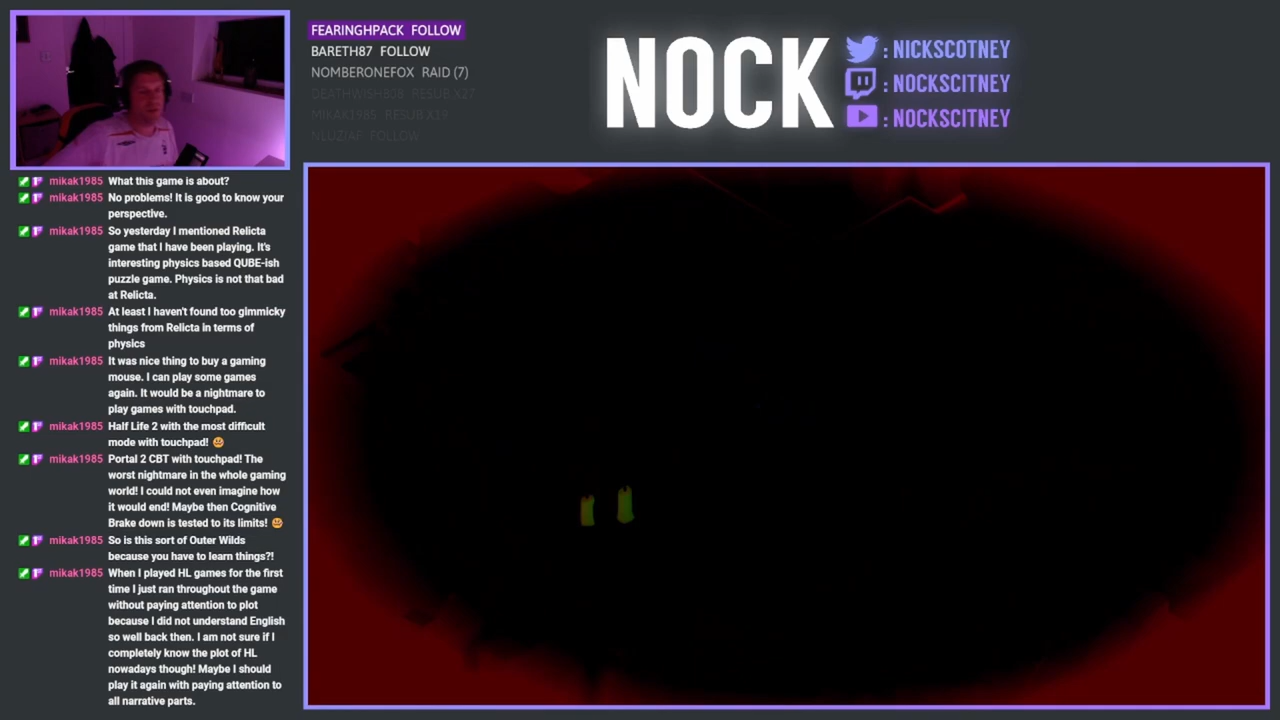 FEARINGHPACK FOLLOW
BARETH87 FOLLOW
NOMBERONEFOX RAID (7)
DEATHWISH808 RESUB X27
MIKAK1985 RESUB X19
N1UZIAF FOLLOW
NOCK
: NICKSCOTNEY
: NOCKSCITNEY
: NOCKSCITNEY
mikak1985 What this game is about?
mikak1985 No problems! It is good to know your
perspective.
mikak1985 So yesterday I mentioned Relicta
game that I have been playing. It's
interesting physics based QUBE-ish
puzzle game. Physics is not that bad
at Relicta.
mikak1985 At least I haven't found too gimmicky
things from Relicta in terms of
physics
mikak1985 It was nice thing to buy a gaming
mouse. I can play some games
again. It would be a nightmare to
play games with touchpad.
mikak1985 Half Life 2 with the most difficult
mode with touchpad!
mikak1985 Portal 2 CBT with touchpad! The
worst nightmare in the whole gaming
world! I could not even imagine how
it would end! Maybe then Cognitive
Brake down is tested to its limits!
mikak1985 So is this sort of Outer Wilds
because you have to learn things?!
mikak1985 When I played HL games for the first
time I just ran throughout the game
without paying attention to plot
because I did not understand English
so well back then. I am not sure if I
completely know the plot of HL
nowadays though! Maybe I should
play it again with paying attention to
all narrative parts.